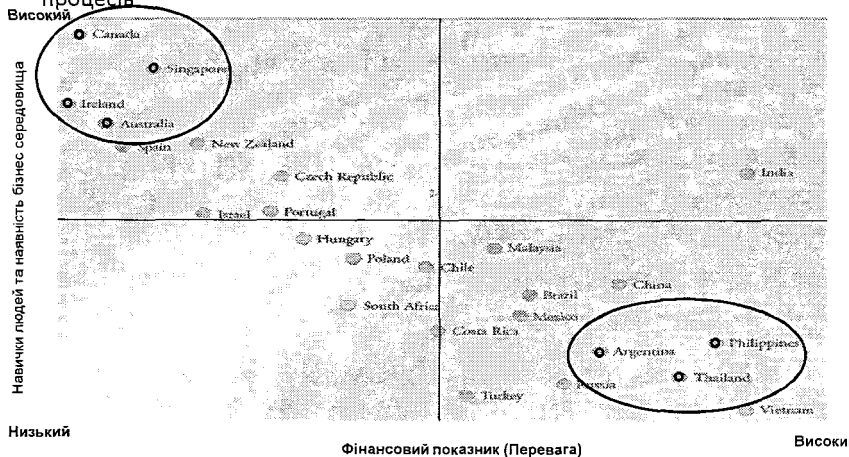 процесів
Високий
Навички людей та наявність бізнес середовища
Canada
Singapore
Ireland
Australia
Spain
New Zealand
Czech Republic
India
Israel
Portugal
Hungary
Malaysia
Poland
Chile
China
Brazil
South Africa
Mexico
Costa Rica
Philippines
Argentina
Thailand
Russia
Turkey
Vietnam
Низький
Високи
Фінансовий показник (Перевага)